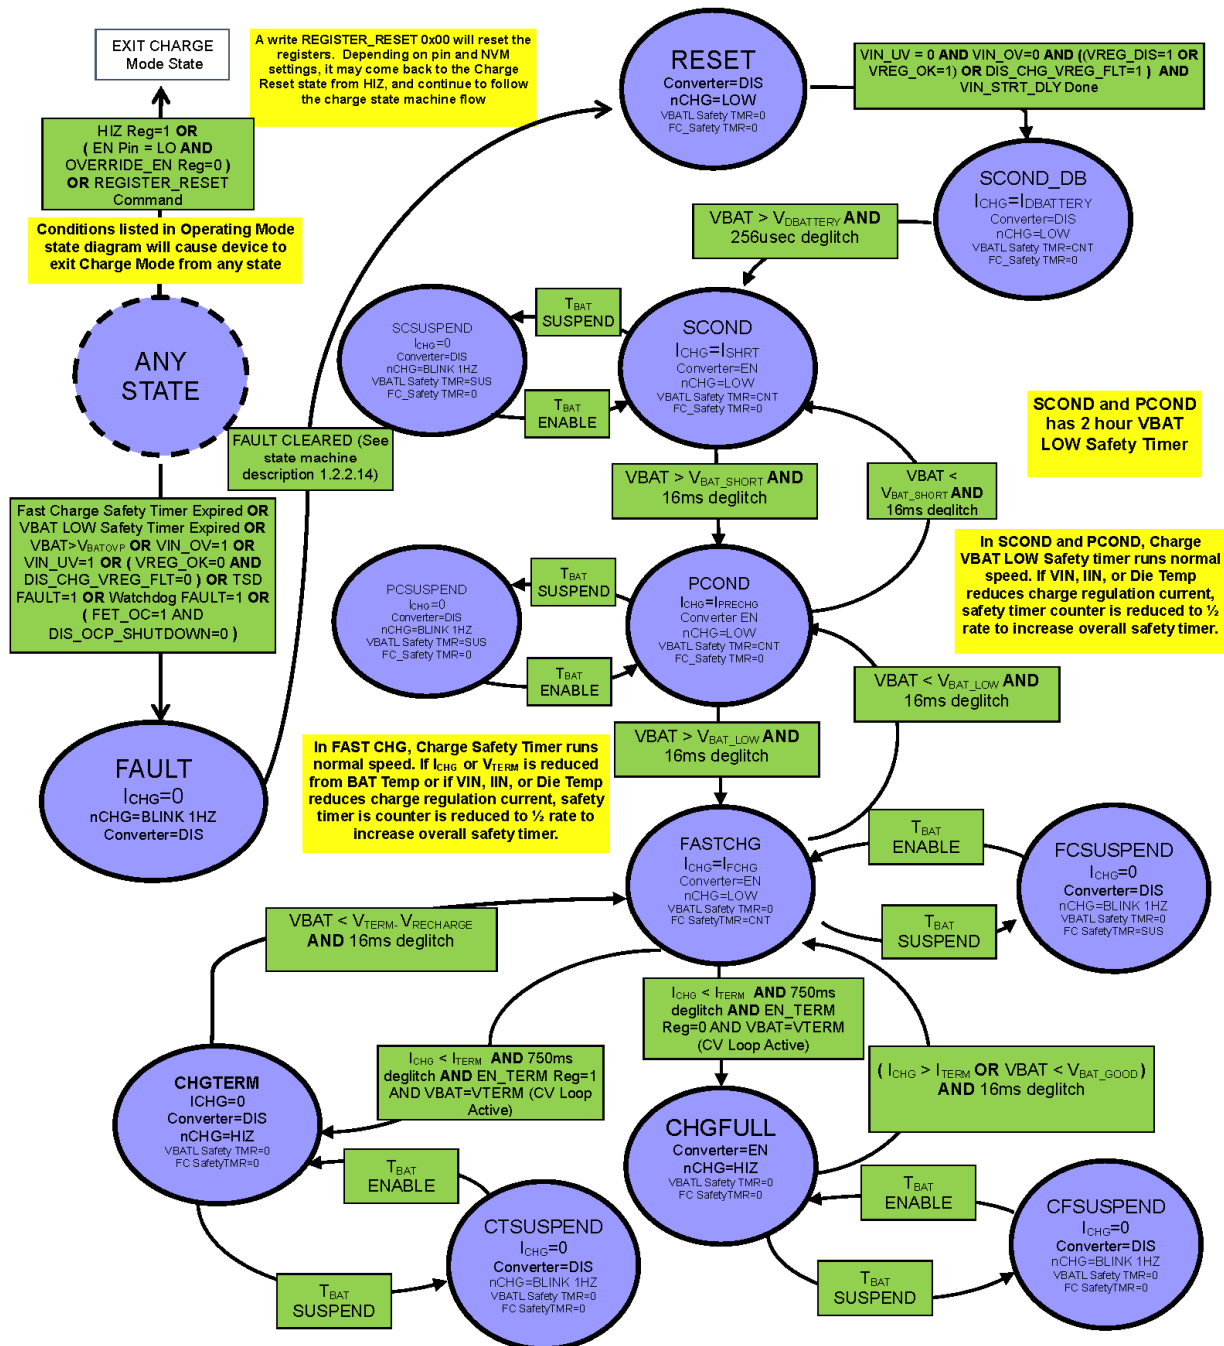 EXIT CHARGE
Mode State
A write REGISTER_RESET 0x00 will reset the
registers.  Depending on pin and NVM
settings, it may come back to the Charge
Reset state from HIZ, and continue to follow
the charge state machine flow
RESET
Converter=DIS
nCHG=LOW
VBATL Safety TMR=0
FC_Safety TMR=0
VIN_UV = 0 AND VIN_OV=0 AND ((VREG_DIS=1 OR
VREG_OK=1) OR DIS_CHG_VREG_FLT=1 ) AND
VIN_STRT_DLY Done
HIZ Reg=1 OR
( EN Pin = LO AND
OVERRIDE_EN Reg=0 )
OR REGISTER_RESET
Command
SCOND_DB
ICHG=IDBATTERY
Converter=DIS
nCHG=LOW
VBATL Safety TMR=CNT
FC_Safety TMR=0
Conditions listed in Operating Mode
state diagram will cause device to
exit Charge Mode from any state
VBAT > VDBATTERY AND
256usec deglitch
ANY
STATE
TBAT
SUSPEND
SCSUSPEND
ICHG=0
Converter=DIS
nCHG=BLINK 1HZ
VBATL Safety TMR=SUS
FC_Safety TMR=0
SCOND
ICHG=ISHRT
Converter=EN
nCHG=LOW
VBATL Safety TMR=CNT
FC_Safety TMR=0
TBAT
ENABLE
SCOND and PCOND
has 2 hour VBAT
LOW Safety Timer
FAULT CLEARED (See
state machine
description 1.2.2.14)
VBAT > VBAT_SHORT AND
16ms deglitch
VBAT <
VBAT_SHORT AND
16ms deglitch
Fast Charge Safety Timer Expired OR
VBAT LOW Safety Timer Expired OR
VBAT>VBATOVP OR VIN_OV=1 OR
VIN_UV=1 OR ( VREG_OK=0 AND
DIS_CHG_VREG_FLT=0 ) OR TSD
FAULT=1 OR Watchdog FAULT=1 OR
( FET_OC=1 AND
DIS_OCP_SHUTDOWN=0 )
In SCOND and PCOND, Charge
VBAT LOW Safety timer runs normal
speed. If VIN, IIN, or Die Temp
reduces charge regulation current,
safety timer counter is reduced to ½
rate to increase overall safety timer.
TBAT
SUSPEND
PCSUSPEND
ICHG=0
Converter=DIS
nCHG=BLINK 1HZ
VBATL Safety TMR=SUS
FC_Safety TMR=0
PCOND
ICHG=IPRECHG
Converter EN
nCHG=LOW
VBATL Safety TMR=CNT
FC_Safety TMR=0
TBAT
ENABLE
VBAT < VBAT_LOW AND
16ms deglitch
VBAT > VBAT_LOW AND
16ms deglitch
FAULT
ICHG=0
nCHG=BLINK 1HZ
Converter=DIS
In FAST CHG, Charge Safety Timer runs
normal speed. If ICHG or VTERM is reduced
from BAT Temp or if VIN, IIN, or Die Temp
reduces charge regulation current, safety
timer is counter is reduced to ½ rate to
increase overall safety timer.
FASTCHG
ICHG=IFCHG
Converter=EN
nCHG=LOW
VBATL Safety TMR=0
FC SafetyTMR=CNT
TBAT
ENABLE
FCSUSPEND
ICHG=0
Converter=DIS
nCHG=BLINK 1HZ
VBATL Safety TMR=0
FC SafetyTMR=SUS
TBAT
SUSPEND
VBAT < VTERM- VRECHARGE
AND 16ms deglitch
ICHG < ITERM AND 750ms
deglitch AND EN_TERM
Reg=0 AND VBAT=VTERM
(CV Loop Active)
ICHG < ITERM AND 750ms
deglitch AND EN_TERM Reg=1
AND VBAT=VTERM (CV Loop
Active)
( ICHG > ITERM OR VBAT < VBAT_GOOD )
AND 16ms deglitch
CHGTERM
ICHG=0
Converter=DIS
nCHG=HIZ
VBATL Safety TMR=0
FC SafetyTMR=0
CHGFULL
Converter=EN
nCHG=HIZ
VBATL Safety TMR=0
FC SafetyTMR=0
TBAT
ENABLE
TBAT
ENABLE
CTSUSPEND
ICHG=0
Converter=DIS
nCHG=BLINK 1HZ
VBATL Safety TMR=0
FC SafetyTMR=0
CFSUSPEND
ICHG=0
Converter=DIS
nCHG=BLINK 1HZ
VBATL Safety TMR=0
FC SafetyTMR=0
TBAT
SUSPEND
TBAT
SUSPEND